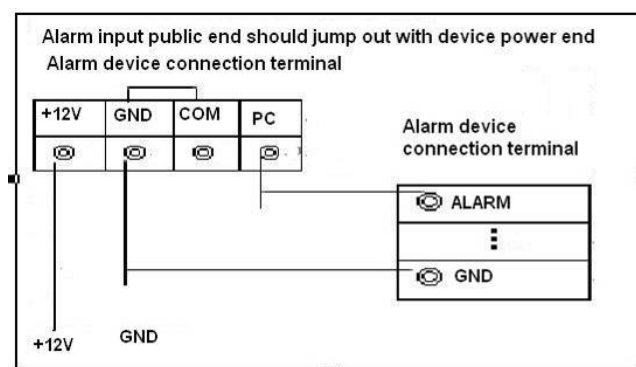 Alarm input public end should jump out with device power end
Alarm device connection terminal
+12V GND COM PC
Alarm device
connection terminal
ALARM
GND
+12V GND